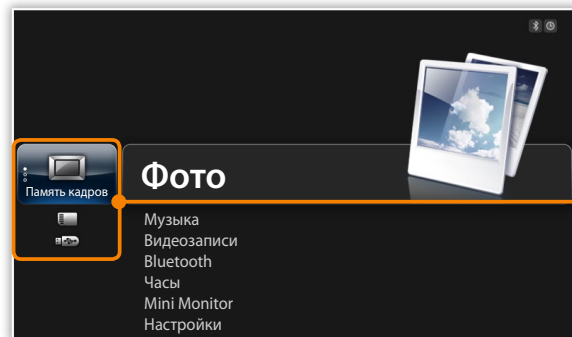 Память кадров
Фото
Музыка
Видеозаписи
Bluetooth
Часы
Mini Monitor
Настройки